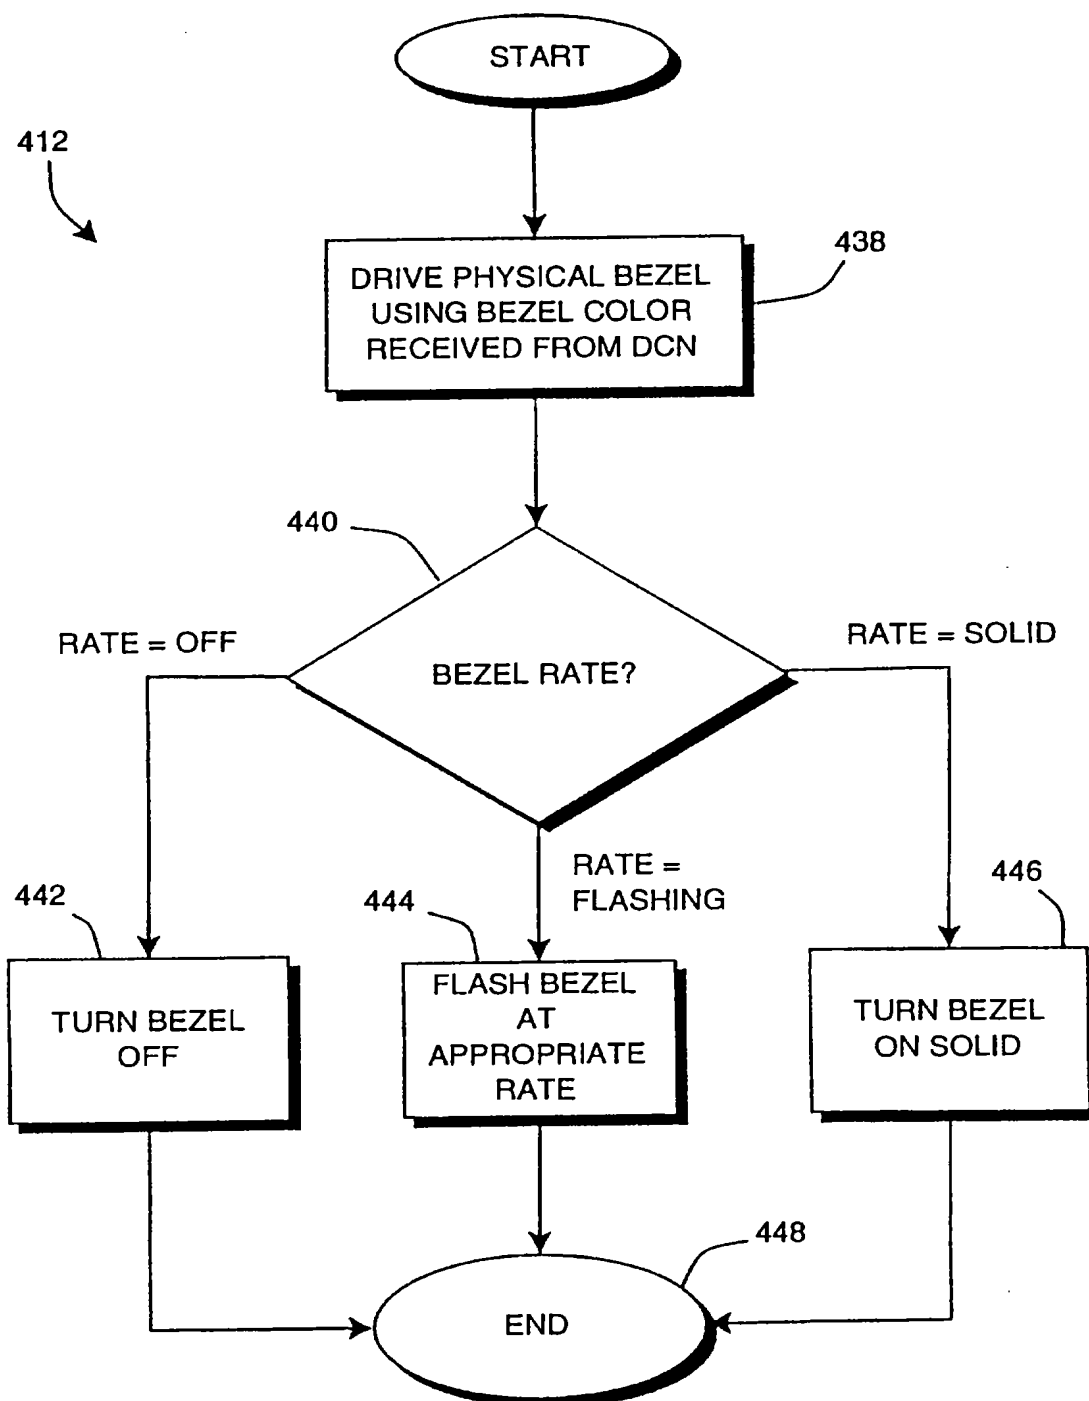 START
412
438
DRIVE PHYSICAL BEZEL
USING BEZEL COLOR
RECEIVED FROM DCN
440
RATE = OFF
BEZEL RATE?
RATE = SOLID
RATE =
FLASHING
442
TURN BEZEL
OFF
444
FLASH BEZEL
AT
APPROPRIATE
RATE
446
TURN BEZEL
ON SOLID
448
END